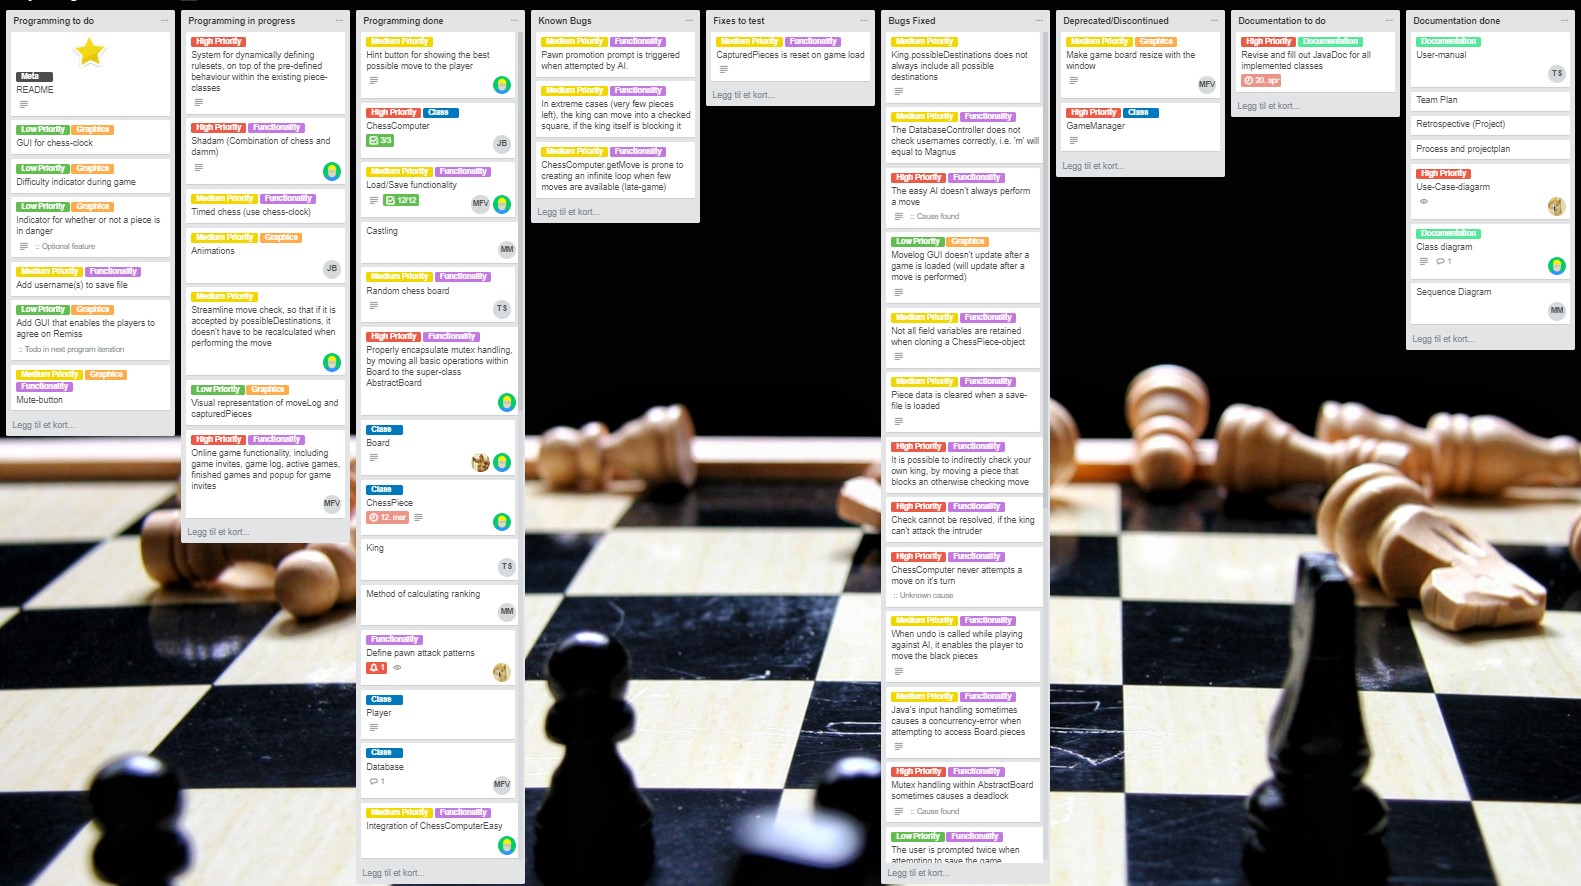 Programming to do
Meta
README
Low Priority Graphics
GUI for chess-clock
Low Priority Graphics
Difficulty indicator during game
Low Priority Graphics
Indicator for whether or not a piece is
in danger
:: Optional feature
Medium Priority Functionality
Add username(s) to save file
Low Priority Graphics
Add GUI that enables the players to
agree on Remiss
:: Todo in next program iteration
Medium Priority Graphics
Functionality
Mute-button
Legg til et kort...
Programming in progress
High Priority
System for dynamically defining
rulesets, on top of the pre-defined
behaviour within the existing piece-
classes
High Priority Functionality
Shadam (Combination of chess and
damm)
Medium Priority Functionality
Timed chess (use chess-clock)
Medium Priority Graphics
Animations
JB
Medium Priority
Streamline move check, so that if it is
accepted by possibleDestinations, it
doesn't have to be recalculated when
performing the move
Low Priority Graphics
Visual representation of moveLog and
capturedPieces
High Priority Functionality
Online game functionality, including
game invites, game log, active games,
finished games and popup for game
invites
MFV
Legg til et kort...
Programming done
Medium Priority
Hint button for showing the best
possible move to the player
High Priority Class
ChessComputer
3/3
JB
Medium Priority Functionality
Load/Save functionality
12/12
MFV
Castling
MM
Medium Priority Functionality
Random chess board
TS
High Priority Functionality
Properly encapsulate mutex handling,
by moving all basic operations within
Board to the super-class
AbstractBoard
Class
Board
Class
ChessPiece
12. mar
King
TS
Method of calculating ranking
MM
Functionality
Define pawn attack patterns
1
Class
Player
Class
Database
1
MFV
Medium Priority Functionality
Integration of ChessComputerEasy
Legg til et kort...
Known Bugs
Medium Priority Functionality
Pawn promotion prompt is triggered
when attempted by AI.
Medium Priority Functionality
In extreme cases (very few pieces
left), the king can move into a checked
square, if the king itself is blocking it
Medium Priority Functionality
ChessComputer.getMove is prone to
creating an infinite loop when few
moves are available (late-game)
Legg til et kort...
Fixes to test
Medium Priority Functionality
CapturedPieces is reset on game load
Legg til et kort...
Bugs Fixed
Medium Priority
King.possibleDestinations does not
always include all possible
destinations
Medium Priority Functionality
The DatabaseController does not
check usernames correctly, i.e. 'm' will
equal to Magnus
High Priority Functionality
The easy AI doesn't always perform
a move
:: Cause found
Low Priority Graphics
Movelog GUI doesn't update after a
game is loaded (will update after a
move is performed)
Medium Priority Functionality
Not all field variables are retained
when cloning a ChessPiece-object
Medium Priority Functionality
Piece data is cleared when a save-
file is loaded
High Priority Functionality
It is possible to indirectly check your
own king, by moving a piece that
blocks an otherwise checking move
High Priority Functionality
Check cannot be resolved, if the king
can't attack the intruder
High Priority Functionality
ChessComputer never attempts a
move on it's turn
:: Unknown cause
Medium Priority Functionality
When undo is called while playing
against AI, it enables the player to
move the black pieces
Medium Priority Functionality
Java's input handling sometimes
causes a concurrency-error when
attempting to access Board.pieces
High Priority Functionality
Mutex handling within AbstractBoard
sometimes causes a deadlock
:: Cause found
Low Priority Functionality
The user is prompted twice when
attempting to save the game
Legg til et kort...
Deprecated/Discontinued
Medium Priority Graphics
Make game board resize with the
window
MFV
High Priority Class
GameManager
Legg til et kort...
Documentation to do
High Priority Documentation
Revise and fill out JavaDoc for all
implemented classes
20. apr
Legg til et kort...
Documentation done
Documentation
User-manual
TS
Team Plan
Retrospective (Project)
Process and projectplan
High Priority
Use-Case-diagarm
Documentation
Class diagram
1
Sequence Diagram
MM
Legg til et kort...